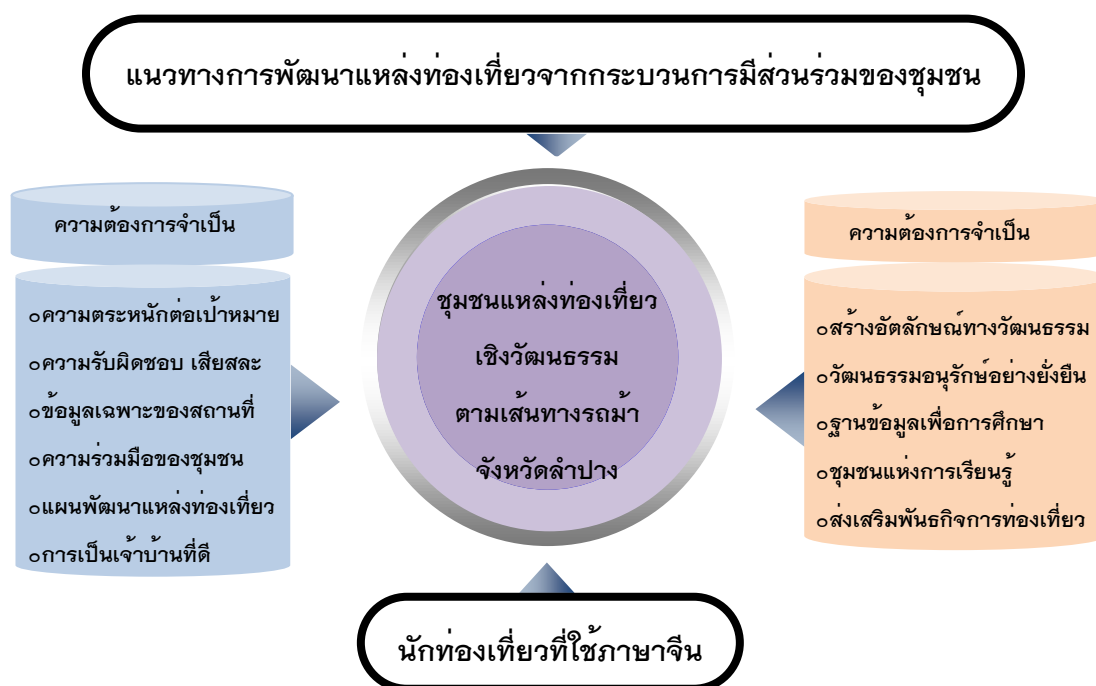 แนวทางการพัฒนาแหล่งท่องเที่ยวจากกระบวนการมีส่วนร่วมของชุมชน
ความต้องการจำเป็น
oความตระหนักต่อเป้าหมาย
oความรับผิดชอบ เสียสละ
oข้อมูลเฉพาะของสถานที่
oความร่วมมือของชุมชน
oแผนพัฒนาแหล่งท่องเที่ยว
oการเป็นเจ้าบ้านที่ดี
ชุมชนแหล่งท่องเที่ยว
เชิงวัฒนธรรม
ตามเส้นทางรถม้า
จังหวัดลำปาง
ความต้องการจำเป็น
oสร้างอัตลักษณ์ทางวัฒนธรรม
oวัฒนธรรมอนุรักษ์อย่างยั่งยืน
oฐานข้อมูลเพื่อการศึกษา
oชุมชนแห่งการเรียนรู้
oส่งเสริมพันธกิจการท่องเที่ยว
นักท่องเที่ยวที่ใช้ภาษาจีน